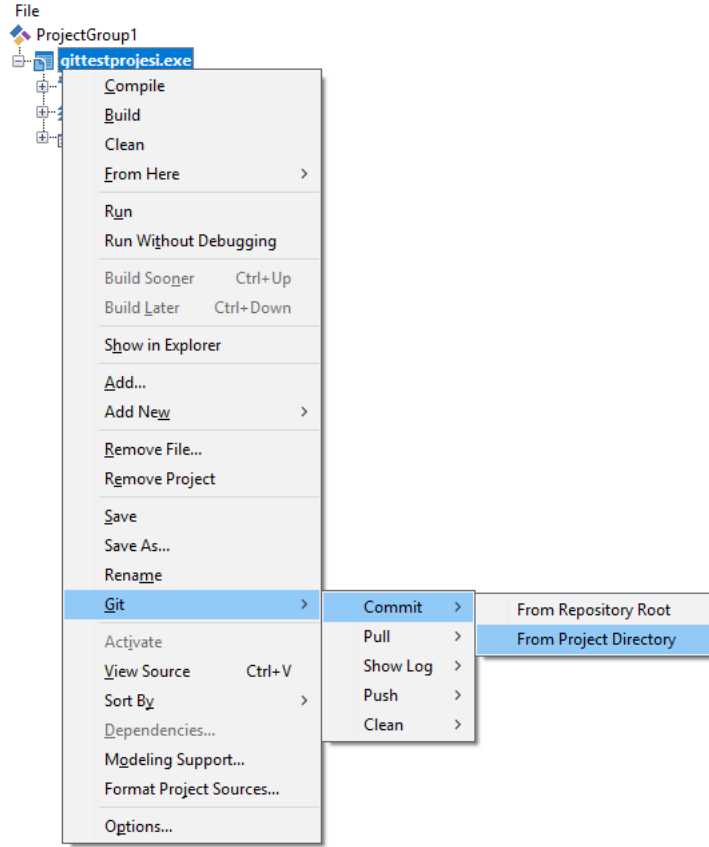 File
ProjectGroup1
gittestprojesi.exe
Compile
Build
Clean
From Here
Run
Run Without Debugging
Build Sooner Ctrl+Up
Build Later Ctrl+Down
Show in Explorer
Add...
Add New
Remove File...
Remove Project
Save
Save As...
Rename
Git
Commit
From Repository Root
Pull
From Project Directory
Activate
Show Log
View Source Ctrl+V
Push
Sort By
Clean
Dependencies...
Modeling Support...
Format Project Sources...
Options...